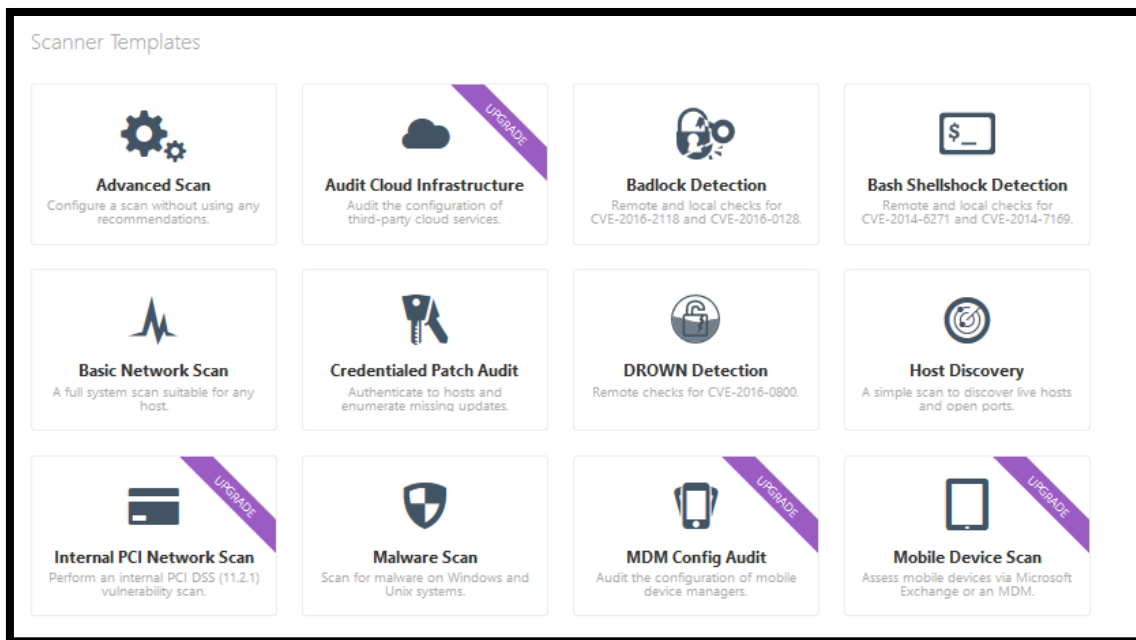 Scanner Templates
Advanced Scan
Configure a scan without using any
recommendations.
UPGRADE
Audit Cloud Infrastructure
Audit the configuration of
third-party cloud services.
Badlock Detection
Remote and local checks for
CVE-2016-2118 and CVE-2016-0128.
$_
Bash Shellshock Detection
Remote and local checks for
CVE-2014-6271 and CVE-2014-7169.
Basic Network Scan
A full system scan suitable for any
host.
Credentialed Patch Audit
Authenticate to hosts and
enumerate missing updates.
DROWN Detection
Remote checks for CVE-2016-0800.
Host Discovery
A simple scan to discover live hosts
and open ports.
UPGRADE
Internal PCI Network Scan
Perform an internal PCI DSS (11.2.1)
vulnerability scan.
Malware Scan
Scan for malware on Windows and
Unix systems.
UPGRADE
MDM Config Audit
Audit the configuration of mobile
device managers.
UPGRADE
Mobile Device Scan
Assess mobile devices via Microsoft
Exchange or an MDM.